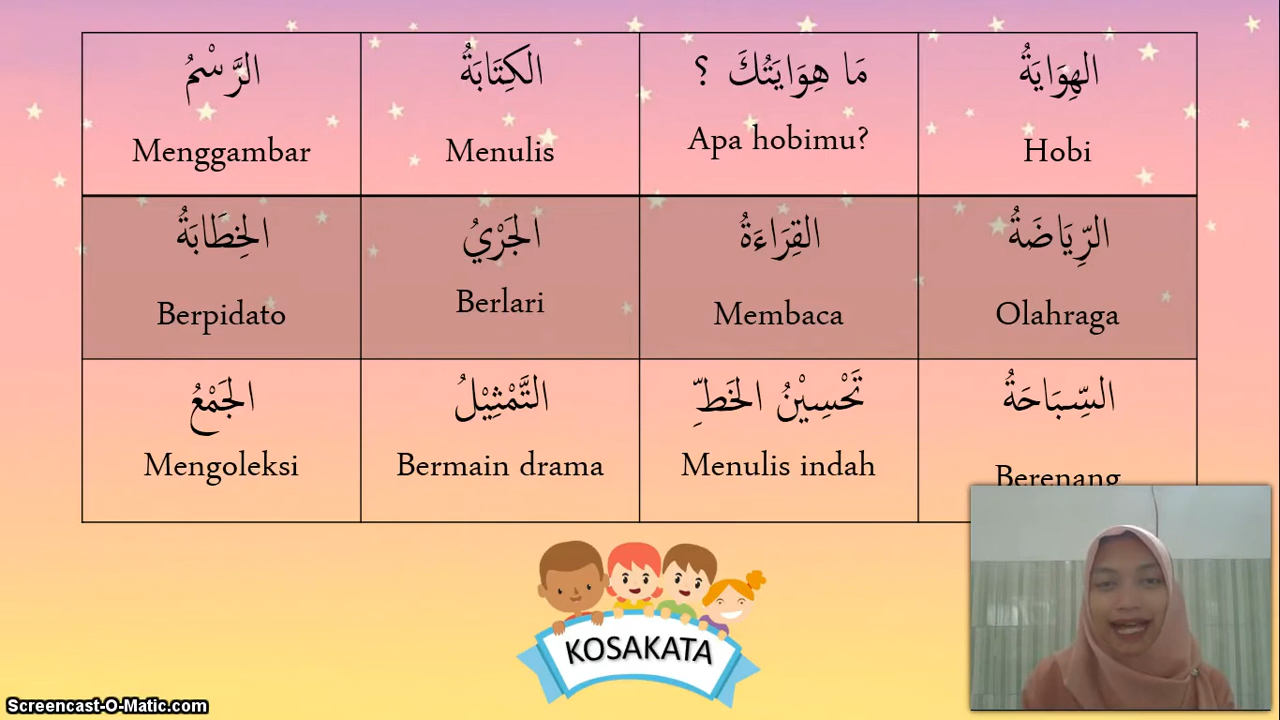 الهِوَايَةُ
Hobi
مَا هِوَايَتُكَ ؟
Apa hobimu?
الكِتَابَةُ
Menulis
الرَّسْمُ
Menggambar
الرِّيَاضَةُ
Olahraga
القِرَاءَةُ
Membaca
الجَرْيُ
Berlari
الخِطَابَةُ
Berpidato
السِّبَاحَةُ
Berenang
تَحْسِيْنُ الخَطِّ
Menulis indah
التَّمْثِيْلُ
Bermain drama
الجَمْعُ
Mengoleksi
KOSAKATA
Screencast-O-Matic.com